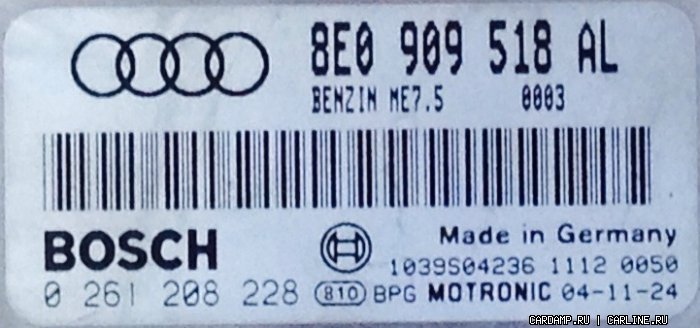 8E0 909 518 AL
BENZIN ME7.5 0003
BOSCH
Made in Germany
1039S04236 1112 0050
0 261 208 228 810 BPG MOTRONIC 04-11-24
CARDAMP.RU | CARLINE.RU